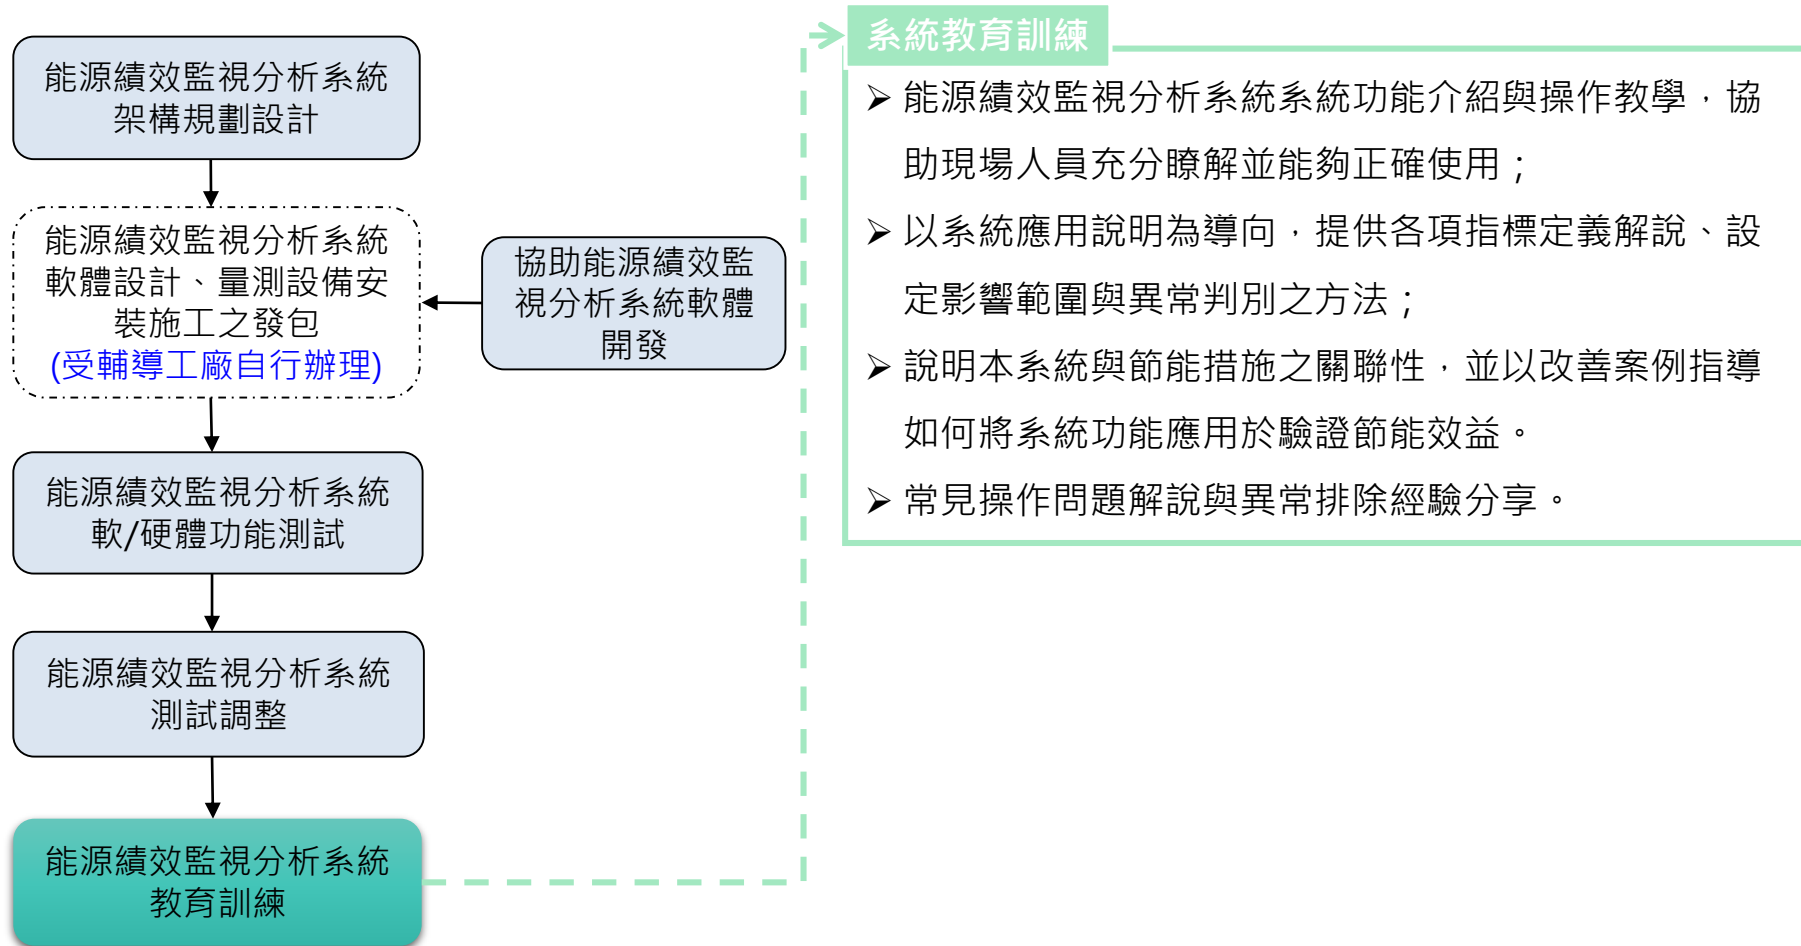 能源績效監視分析系統
架構規劃設計
能源績效監視分析系統
軟體設計、量測設備安
裝施工之發包
(受輔導工廠自行辦理)
協助能源績效監
視分析系統軟體
開發
能源績效監視分析系統
軟/硬體功能測試
能源績效監視分析系統
測試調整
能源績效監視分析系統
教育訓練
系統教育訓練
➢ 能源績效監視分析系統系統功能介紹與操作教學，協
助現場人員充分瞭解並能夠正確使用；
➢ 以系統應用說明為導向，提供各項指標定義解說、設
定影響範圍與異常判別之方法；
➢ 說明本系統與節能措施之關聯性，並以改善案例指導
如何將系統功能應用於驗證節能效益。
➢ 常見操作問題解說與異常排除經驗分享。